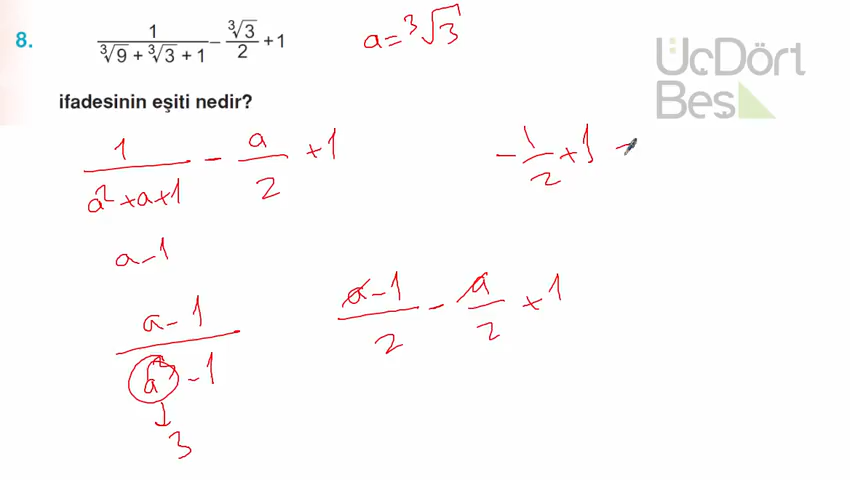 8. 1 / (∛9 + ∛3 + 1) − ∛3 / 2 + 1
a = ∛3
ÜçDört
Beş
ifadesinin eşiti nedir?
1 / (a² + a + 1) − a / 2 + 1
− 1 / 2 + 1 =
a − 1
(a − 1) / (a³ − 1)
(a − 1) / 2 − a / 2 + 1
3